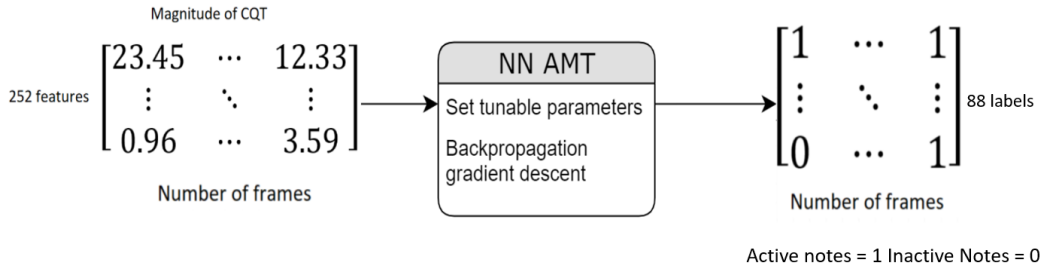 Magnitude of CQT
252 features
23.45 ⋯ 12.33
⋮ ⋱ ⋮
0.96 ⋯ 3.59
Number of frames
NN AMT
Set tunable parameters
Backpropagation
gradient descent
1 ⋯ 1
⋮ ⋱ ⋮
0 ⋯ 1
88 labels
Number of frames
Active notes = 1 Inactive Notes = 0